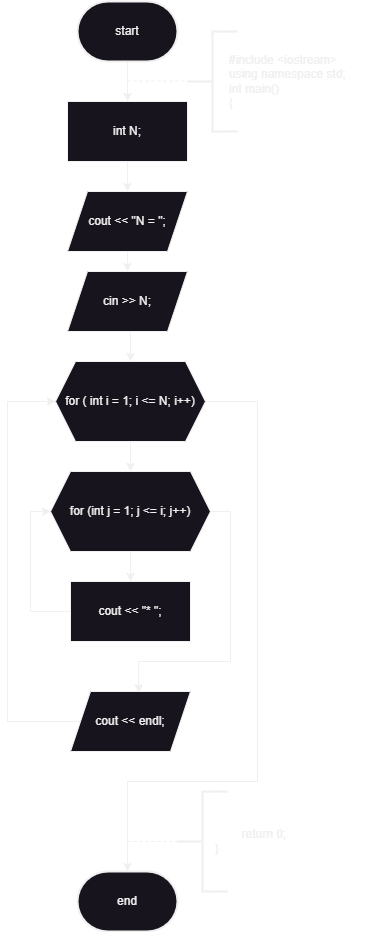 start
#include <iostream>
using namespace std;
int main()
{
int N;
cout << "N = ";
cin >> N;
for ( int i = 1; i <= N; i++)
for (int j = 1; j <= i; j++)
cout << "* ";
cout << endl;
return 0;
}
end